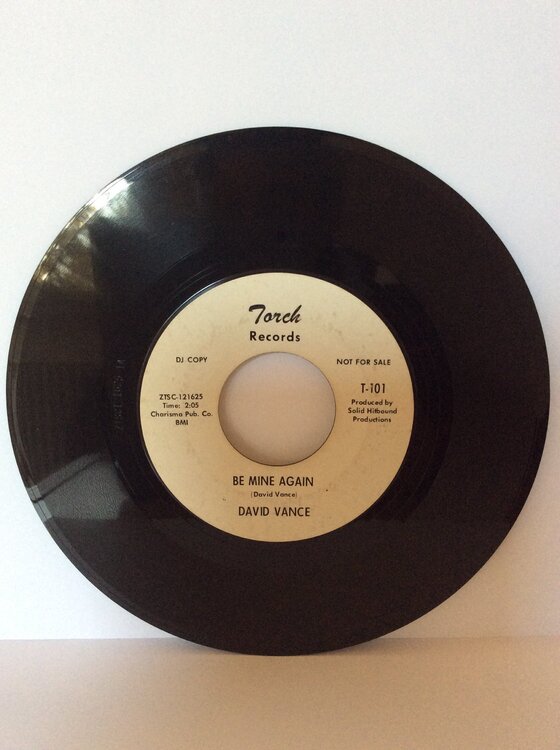 Torch
Records
DJ COPY
NOT FOR SALE
ZTSC-121625
Time: 2:05
Charisma Pub. Co.
BMI
T-101
Produced by
Solid Hitbound
Productions
BE MINE AGAIN
(David Vance)
DAVID VANCE